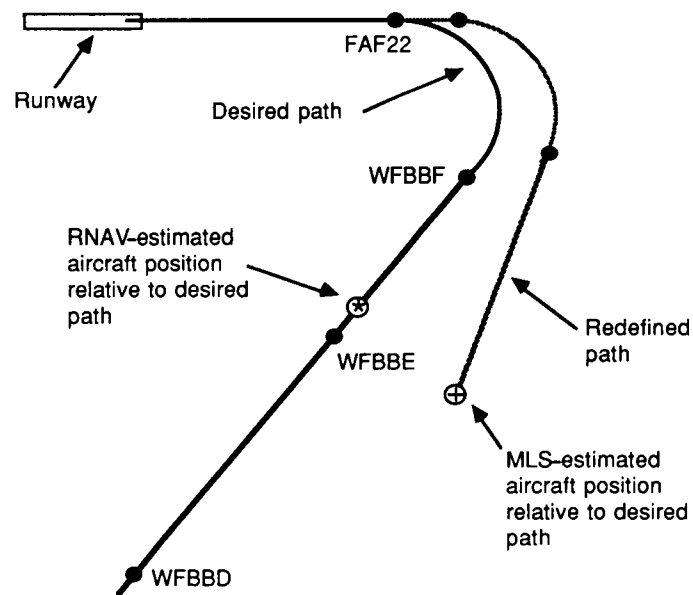 FAF22
Runway
Desired path
WFBBF
RNAV-estimated
aircraft position
relative to desired
path
WFBBE
Redefined
path
MLS-estimated
aircraft position
relative to desired
path
WFBBD